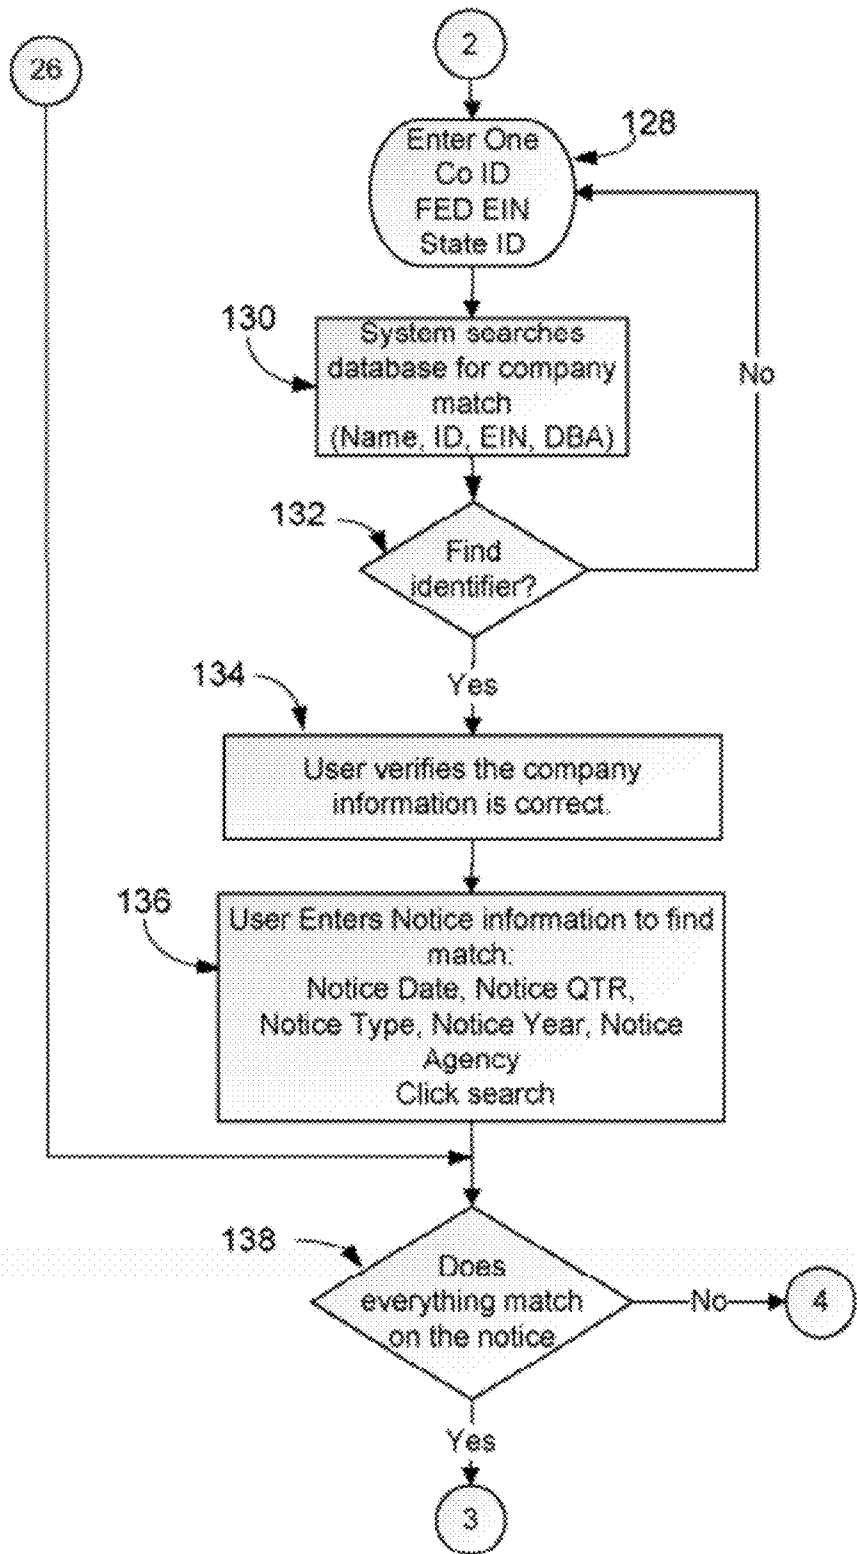 2
26
128
Enter One
Co ID
FED EIN
State ID
130
System searches
database for company
match
(Name, ID, EIN, DBA)
No
132
Find
identifier?
Yes
134
User verifies the company
information is correct.
136
User Enters Notice information to find
match:
Notice Date, Notice QTR,
Notice Type, Notice Year, Notice
Agency
Click search
138
Does
everything match
on the notice
No
4
Yes
3